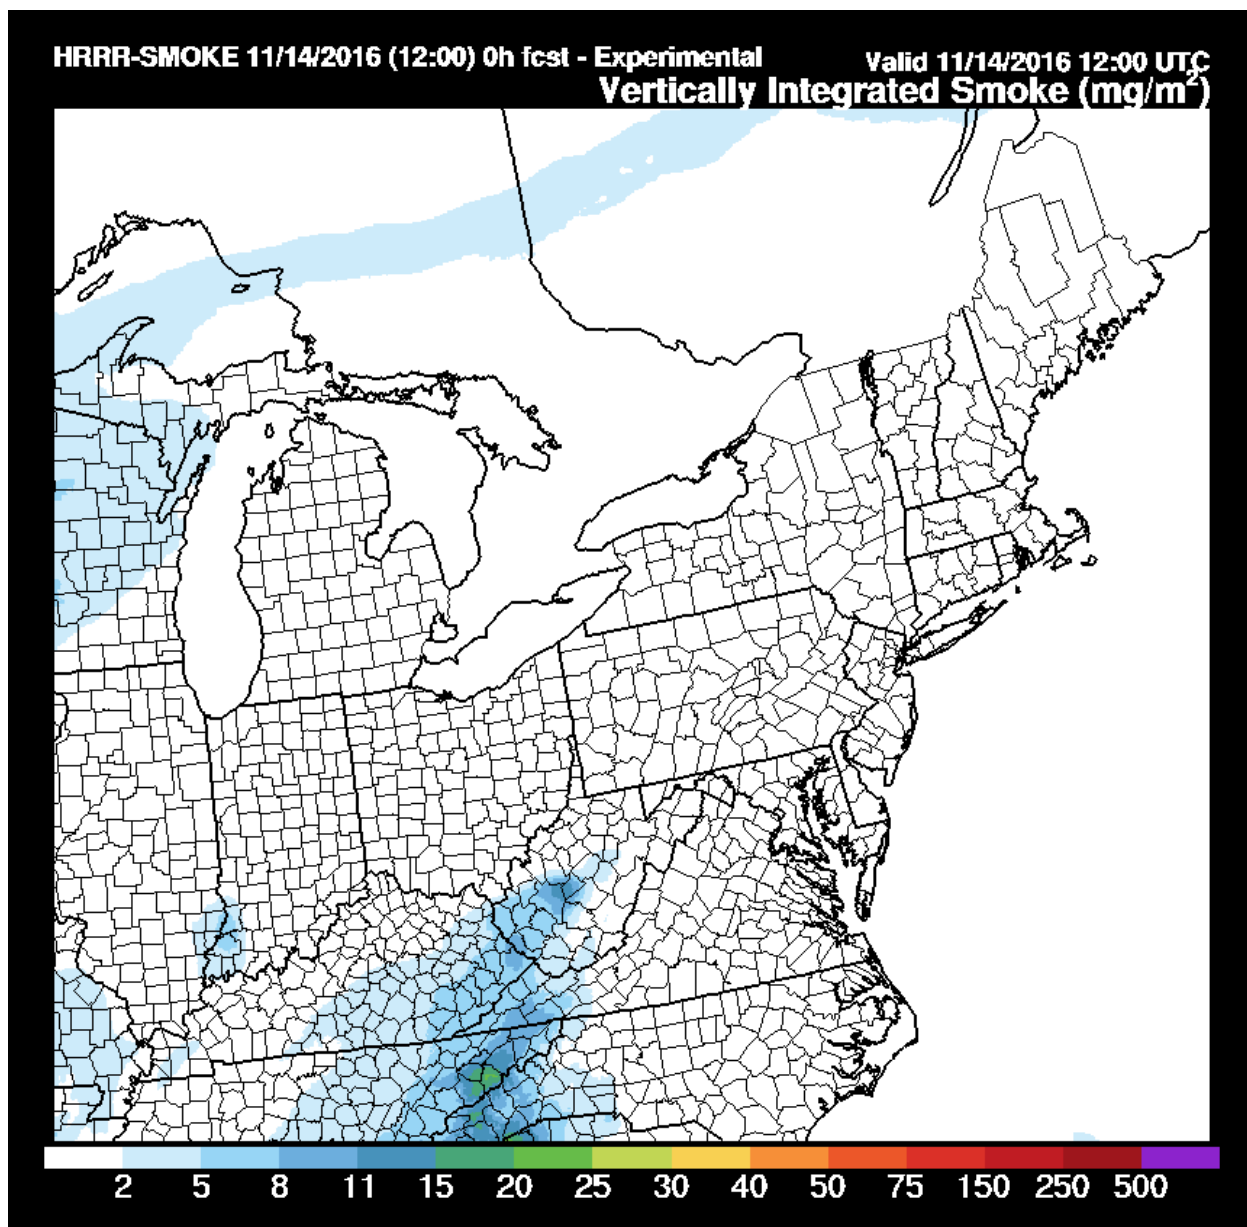 HRRR-SMOKE 11/14/2016 (12:00) 0h fcst - Experimental
Valid 11/14/2016 12:00 UTC
Vertically Integrated Smoke (mg/m²)
2 5 8 11 15 20 25 30 40 50 75 150 250 500